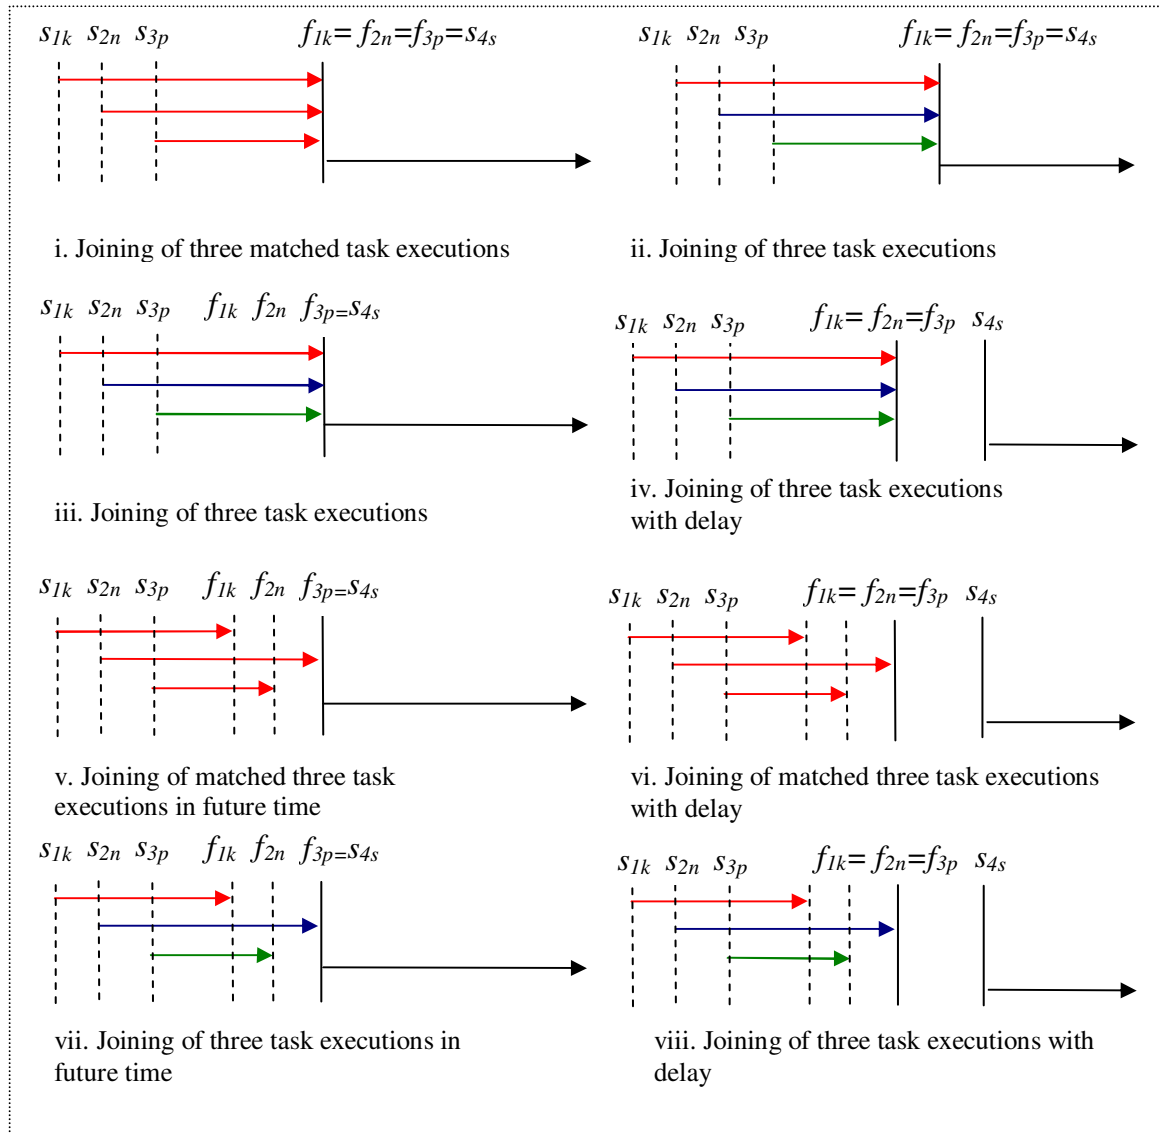 s1k s2n s3p f1k= f2n=f3p=s4s
s1k s2n s3p f1k= f2n=f3p=s4s
i. Joining of three matched task executions
ii. Joining of three task executions
s1k s2n s3p f1k f2n f3p=s4s
s1k s2n s3p f1k= f2n=f3p s4s
iii. Joining of three task executions
iv. Joining of three task executions
with delay
s1k s2n s3p f1k f2n f3p=s4s
s1k s2n s3p f1k= f2n=f3p s4s
v. Joining of matched three task
executions in future time
vi. Joining of matched three task executions
with delay
s1k s2n s3p f1k f2n f3p=s4s
s1k s2n s3p f1k= f2n=f3p s4s
vii. Joining of three task executions in
future time
viii. Joining of three task executions with
delay